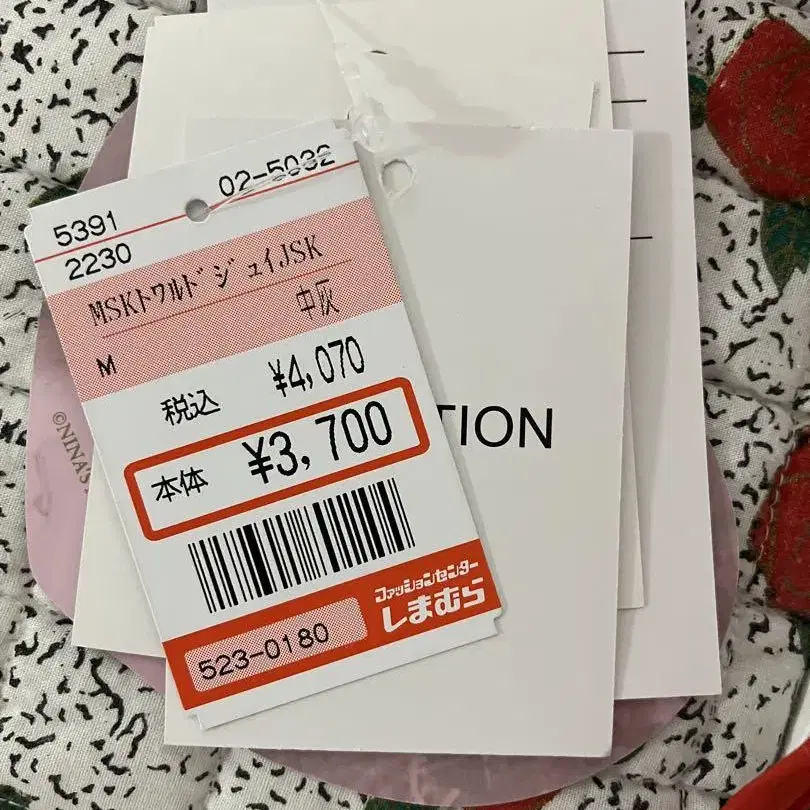 02-5032
5391
2230
MSKﾄﾜﾙﾄﾞｼﾞｭｲJSK
中灰
M
税込 ¥4,070
本体 ¥3,700
ファッションセンター
しまむら
523-0180
TION
©NINA'S